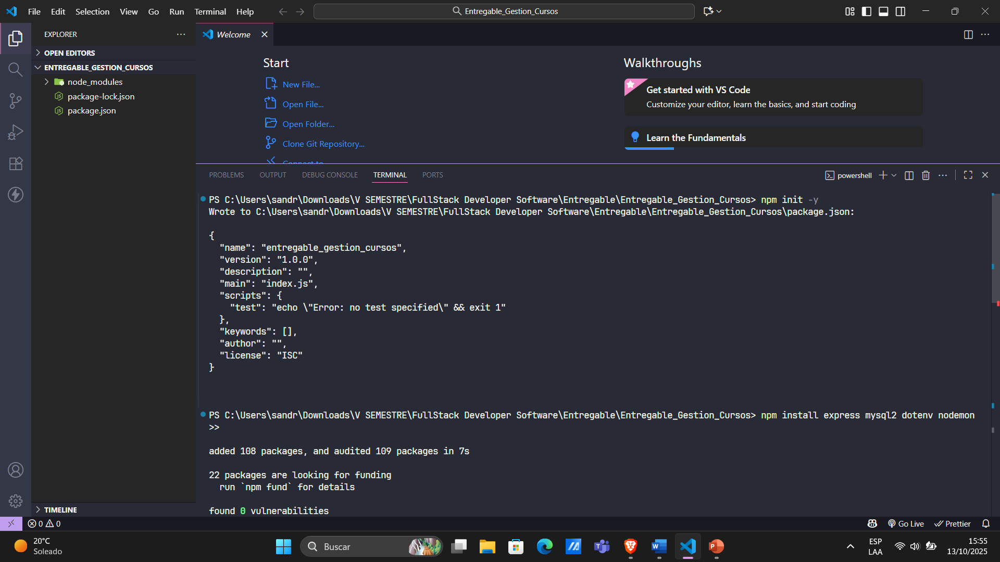 File Edit Selection View Go Run Terminal Help
Entregable_Gestion_Cursos
EXPLORER
Welcome
OPEN EDITORS
ENTREGABLE_GESTION_CURSOS
node_modules
package-lock.json
package.json
TIMELINE
Start
New File...
Open File...
Open Folder...
Clone Git Repository...
Connect to
Walkthroughs
Get started with VS Code
Customize your editor, learn the basics, and start coding
Learn the Fundamentals
PROBLEMS OUTPUT DEBUG CONSOLE TERMINAL PORTS
powershell
PS C:\Users\sandr\Downloads\V SEMESTRE\FullStack Developer Software\Entregable\Entregable_Gestion_Cursos> npm init -y
Wrote to C:\Users\sandr\Downloads\V SEMESTRE\FullStack Developer Software\Entregable\Entregable_Gestion_Cursos\package.json:
{
"name": "entregable_gestion_cursos",
"version": "1.0.0",
"description": "",
"main": "index.js",
"scripts": {
"test": "echo \"Error: no test specified\" && exit 1"
},
"keywords": [],
"author": "",
"license": "ISC"
}
PS C:\Users\sandr\Downloads\V SEMESTRE\FullStack Developer Software\Entregable\Entregable_Gestion_Cursos> npm install express mysql2 dotenv nodemon
>>
added 108 packages, and audited 109 packages in 7s
22 packages are looking for funding
run `npm fund` for details
found 0 vulnerabilities
0 0
Go Live
Prettier
20°C
Soleado
Buscar
ESP
LAA
15:55
13/10/2025